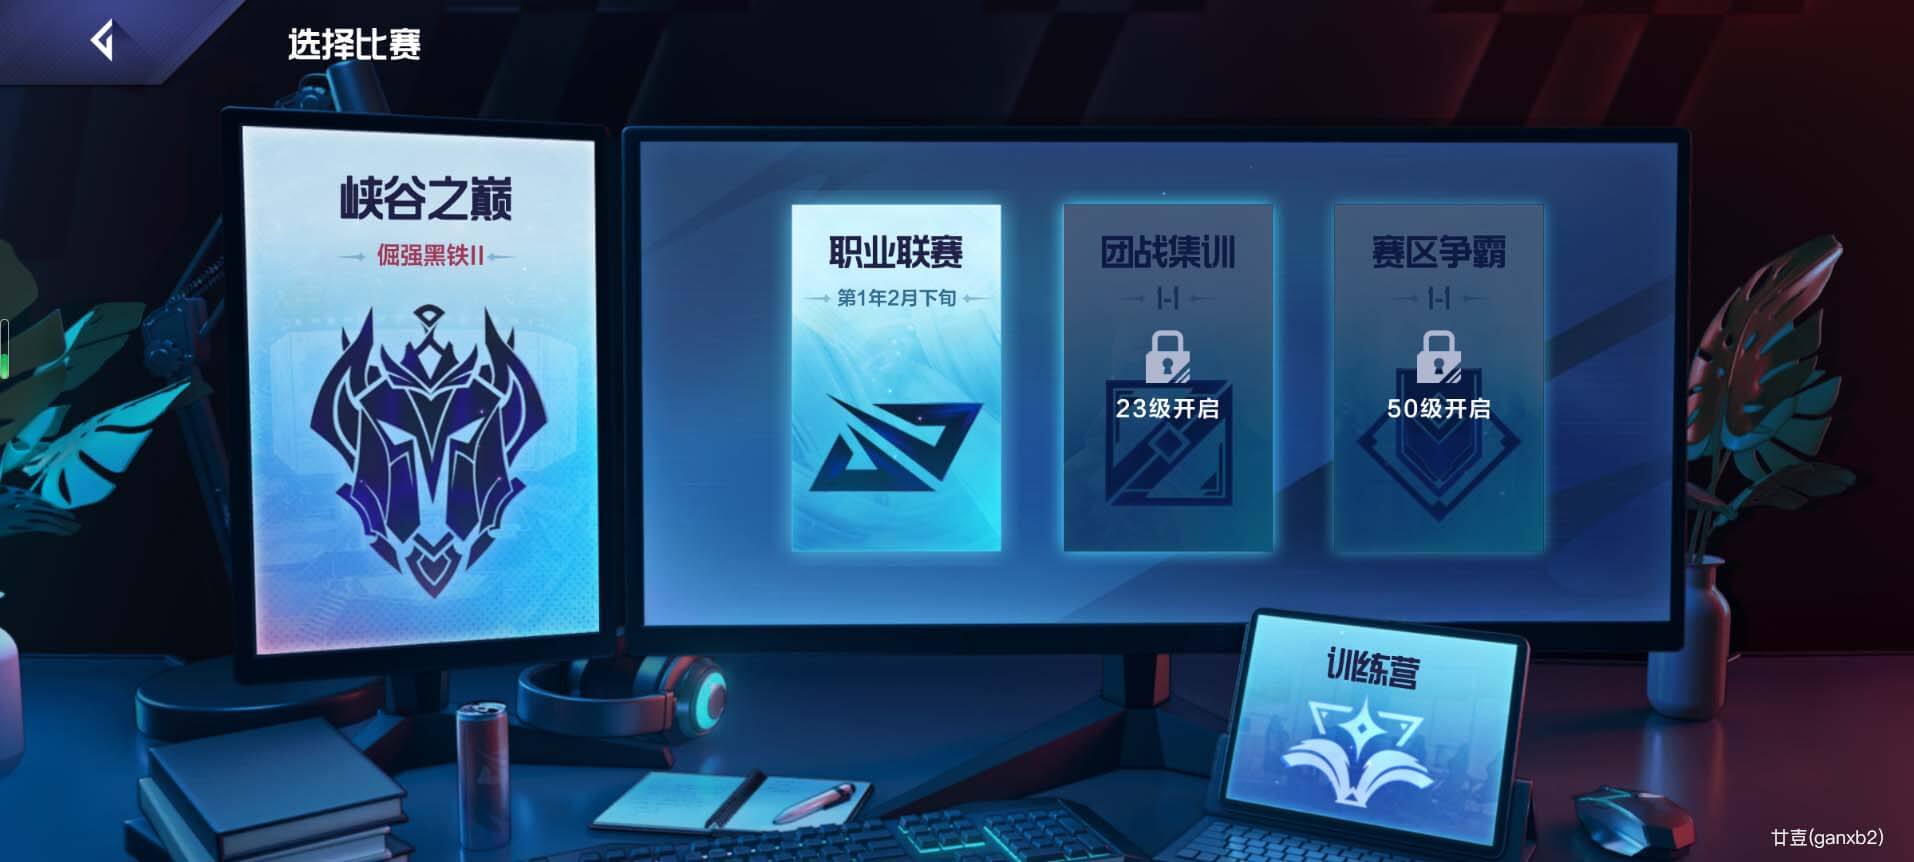 选择比赛
峡谷之巅
倔强黑铁II
职业联赛
第1年2月下旬
团战集训
1-1
23级开启
赛区争霸
1-1
50级开启
训练营
廿壴(ganxb2)